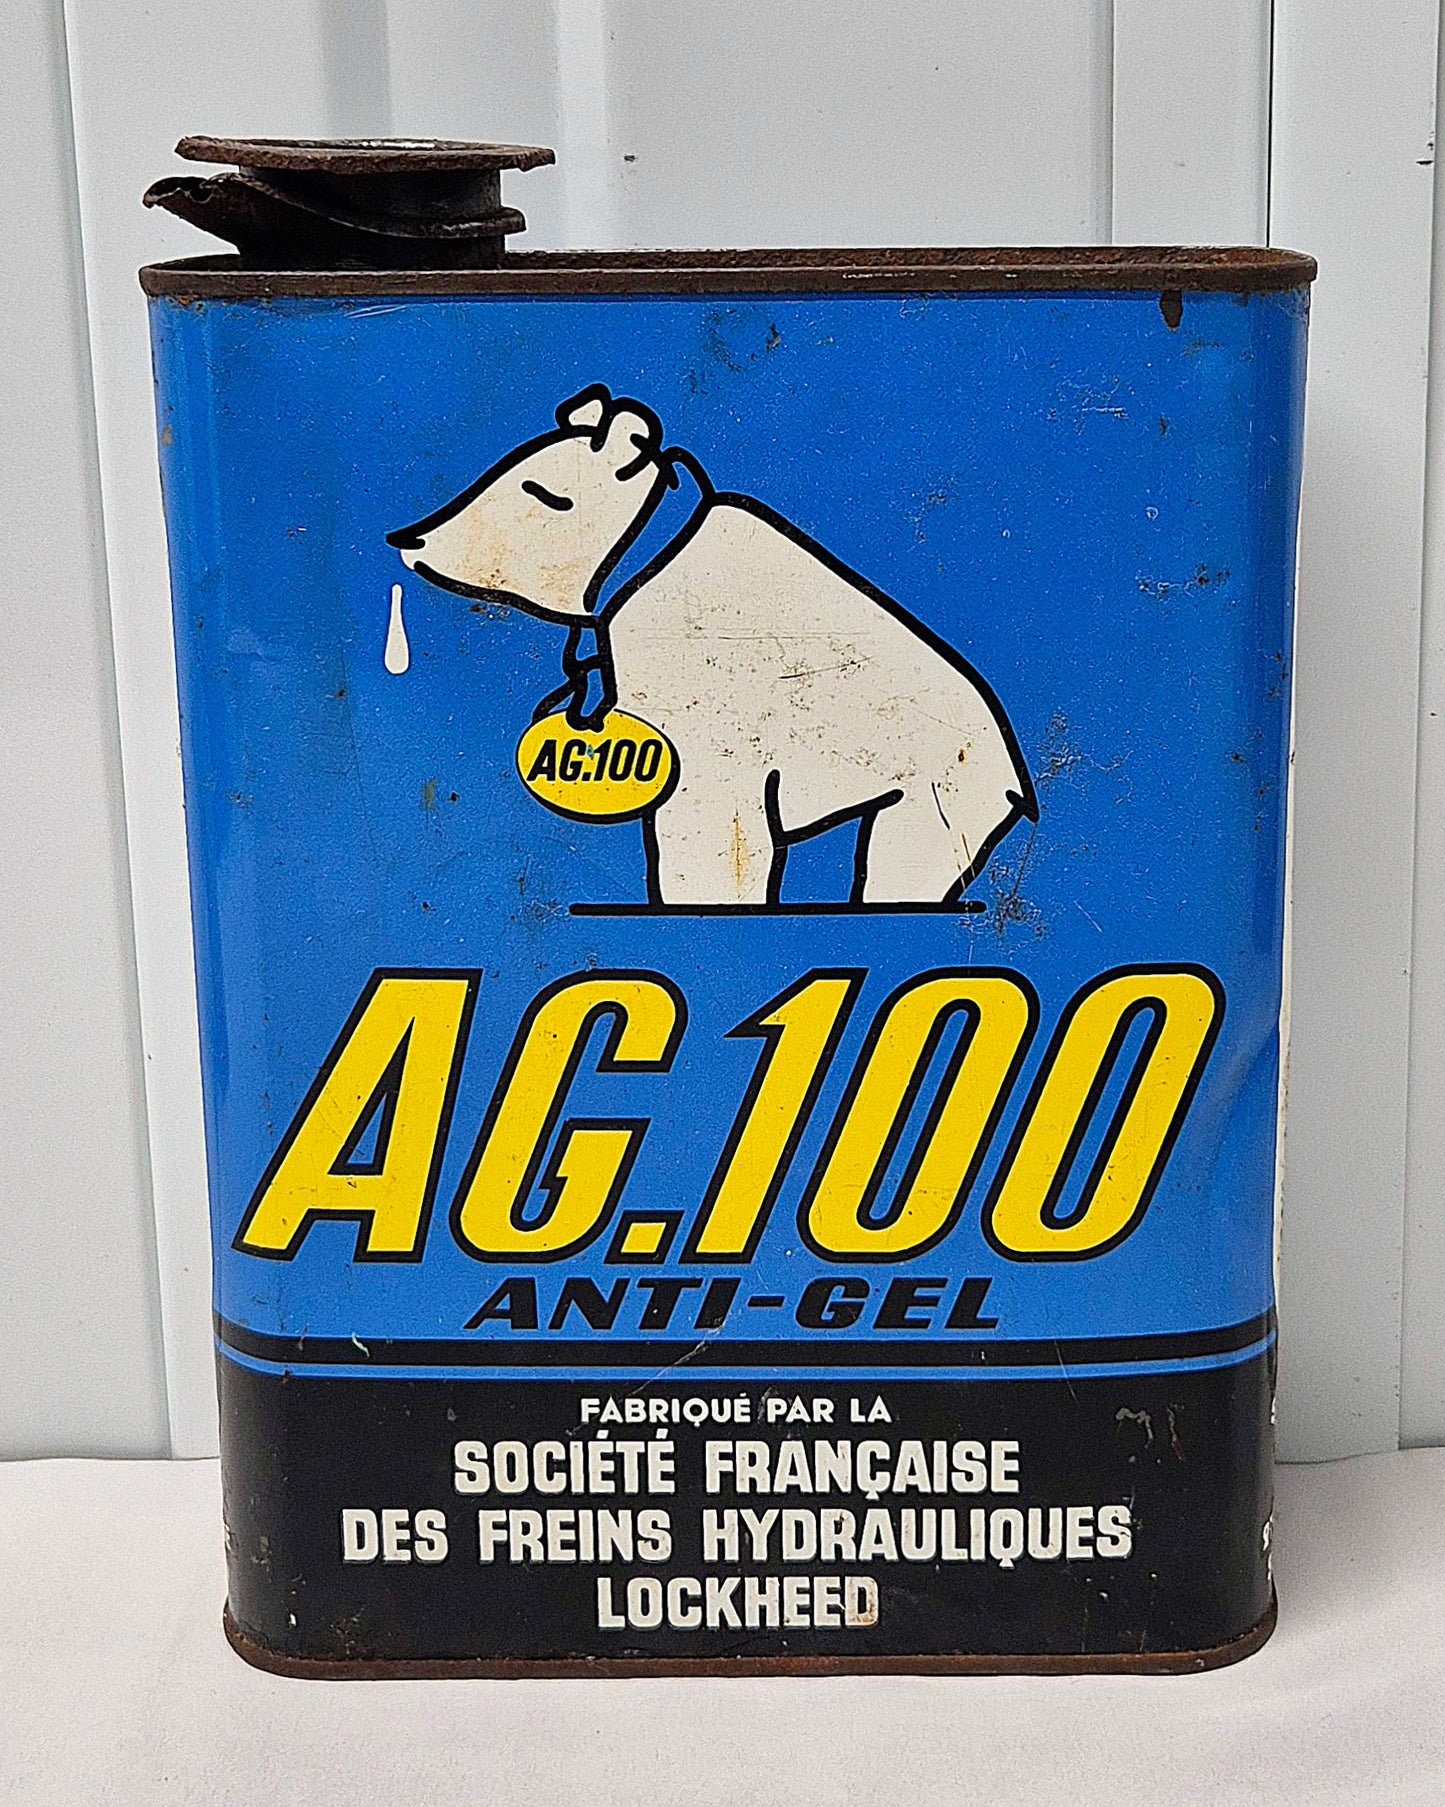 AG.100
AG.100
ANTI-GEL
FABRIQUÉ PAR LA
SOCIÉTÉ FRANÇAISE
DES FREINS HYDRAULIQUES
LOCKHEED